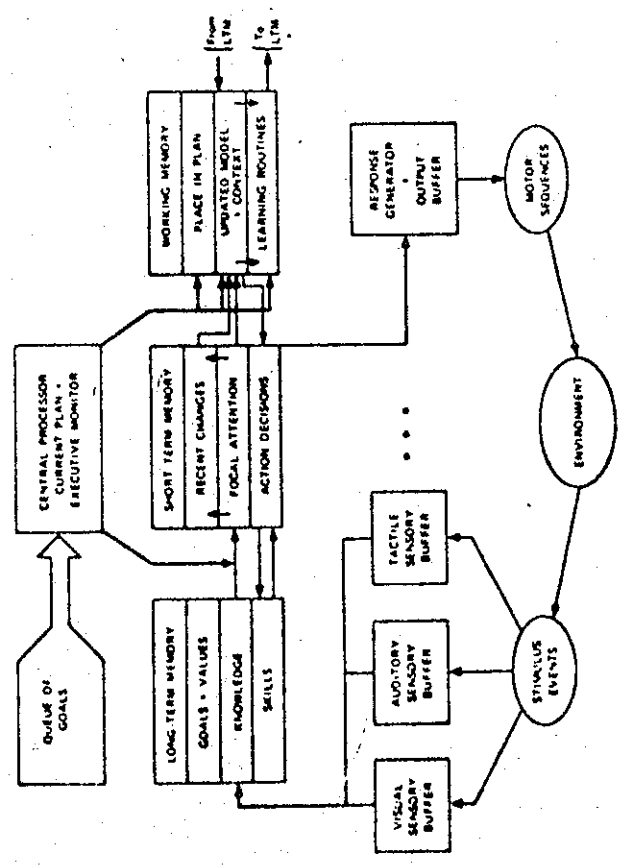 QUEUE OF
GOALS
CENTRAL PROCESSOR
CURRENT PLAN +
EXECUTIVE MONITOR
LONG-TERM MEMORY
GOALS + VALUES
KNOWLEDGE
SKILLS
SHORT TERM MEMORY
RECENT CHANGES
FOCAL ATTENTION
ACTION DECISIONS
WORKING MEMORY
PLACE IN PLAN
UPDATED MODEL
+ CONTEXT
LEARNING ROUTINES
From
LTM
To
LTM
VISUAL
SENSORY
BUFFER
AUDITORY
SENSORY
BUFFER
TACTILE
SENSORY
BUFFER
• • •
RESPONSE
GENERATOR
+
OUTPUT
BUFFER
STIMULUS
EVENTS
ENVIRONMENT
MOTOR
SEQUENCES